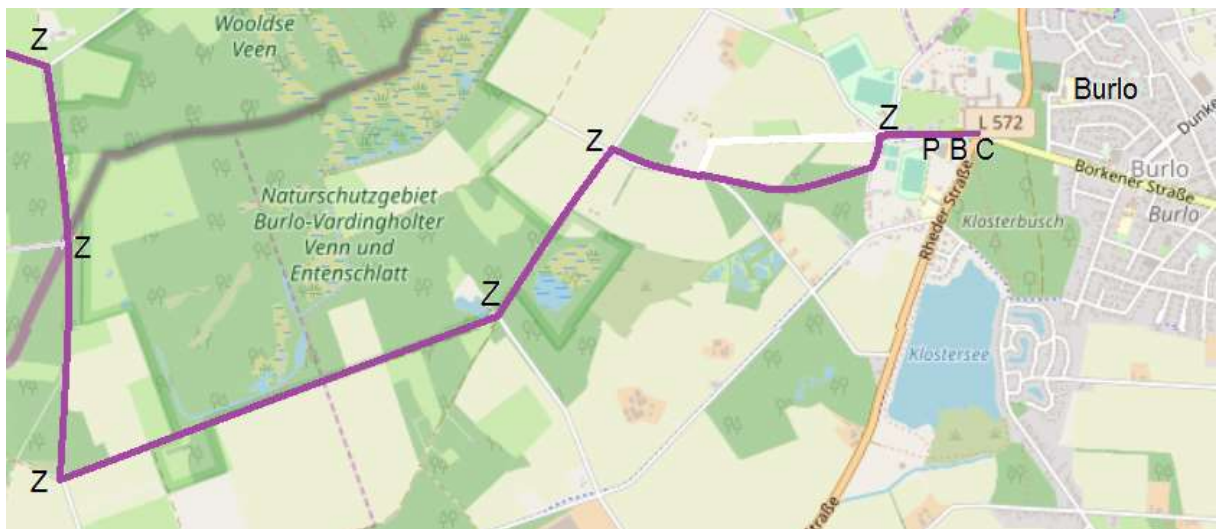 Wooldse
Veen
Z
Z
Z
Burlo
L 572
P B C
Dunke
Burlo
Borkener Straße
Burlo
Naturschutzgebiet
Burlo-Vardingholter
Venn und
Entenschlatt
Klosterbusch
Rheder Straße
Z
Z
Klostersee
Z
straße